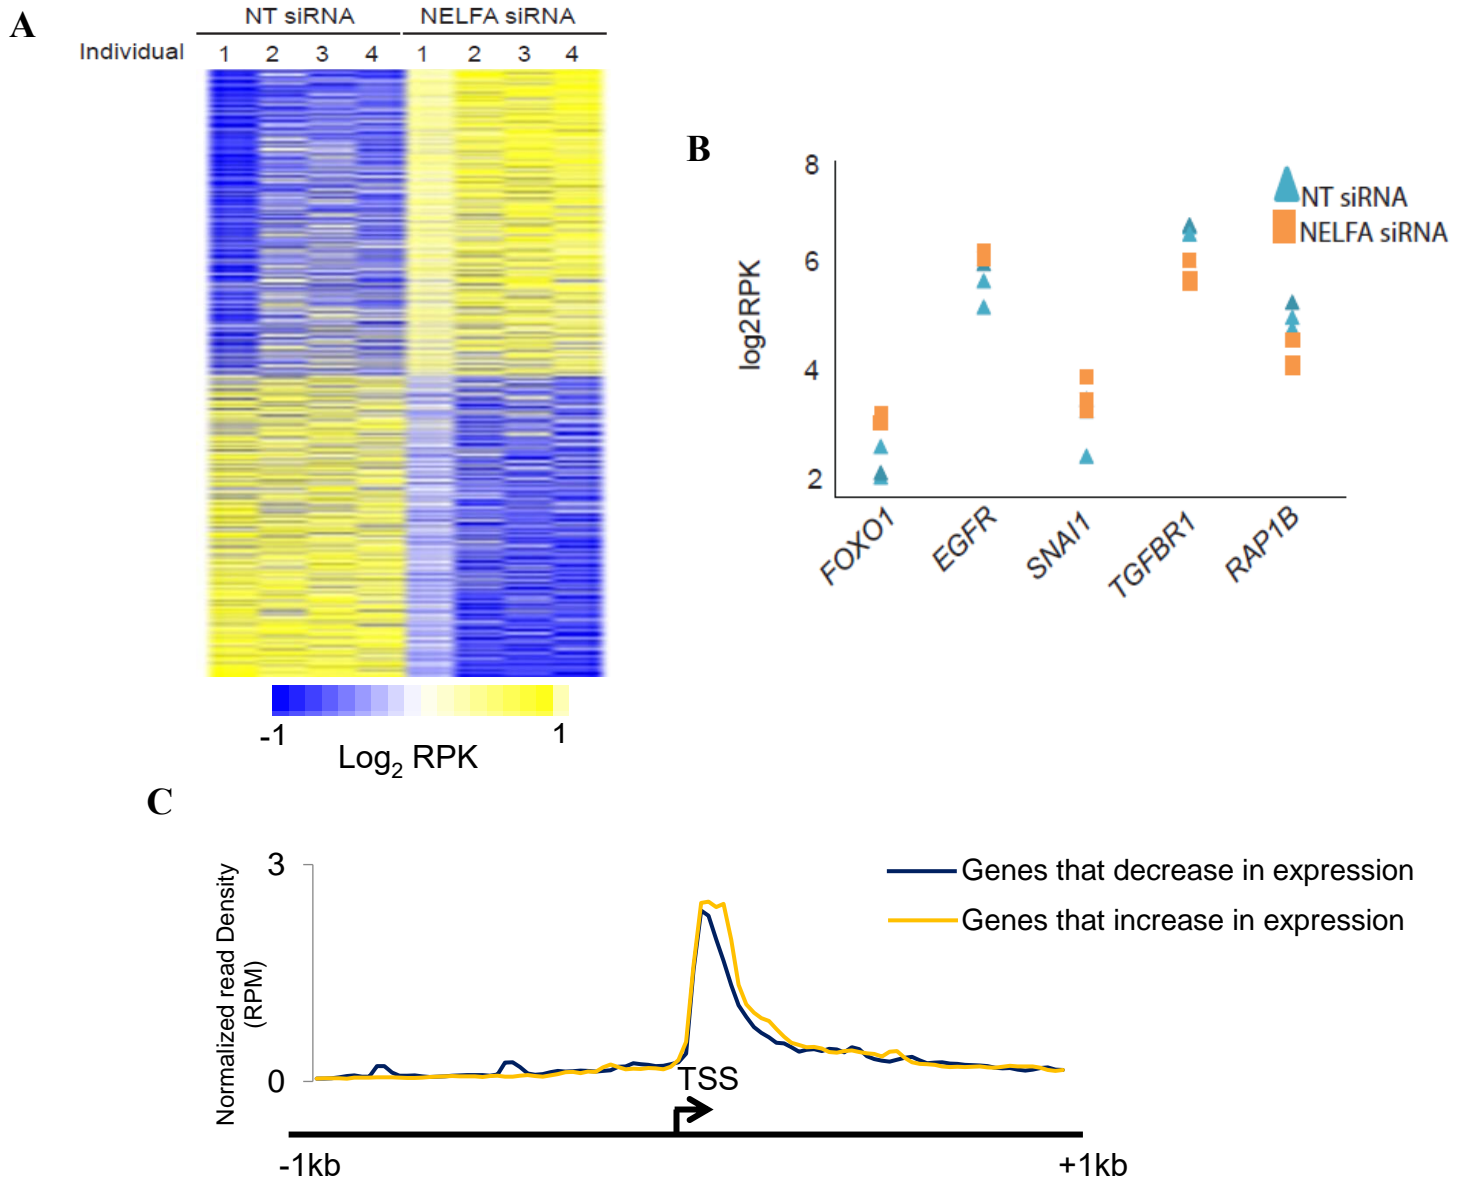 A
NT siRNA NELFA siRNA
Individual 1 2 3 4 1 2 3 4
-1 1
Log2 RPK
B
8
6
4
2
log2RPK
NT siRNA
NELFA siRNA
FOXO1 EGFR SNAI1 TGFBR1 RAP1B
C
3
0
Normalized read Density
(RPM)
Genes that decrease in expression
Genes that increase in expression
TSS
-1kb +1kb